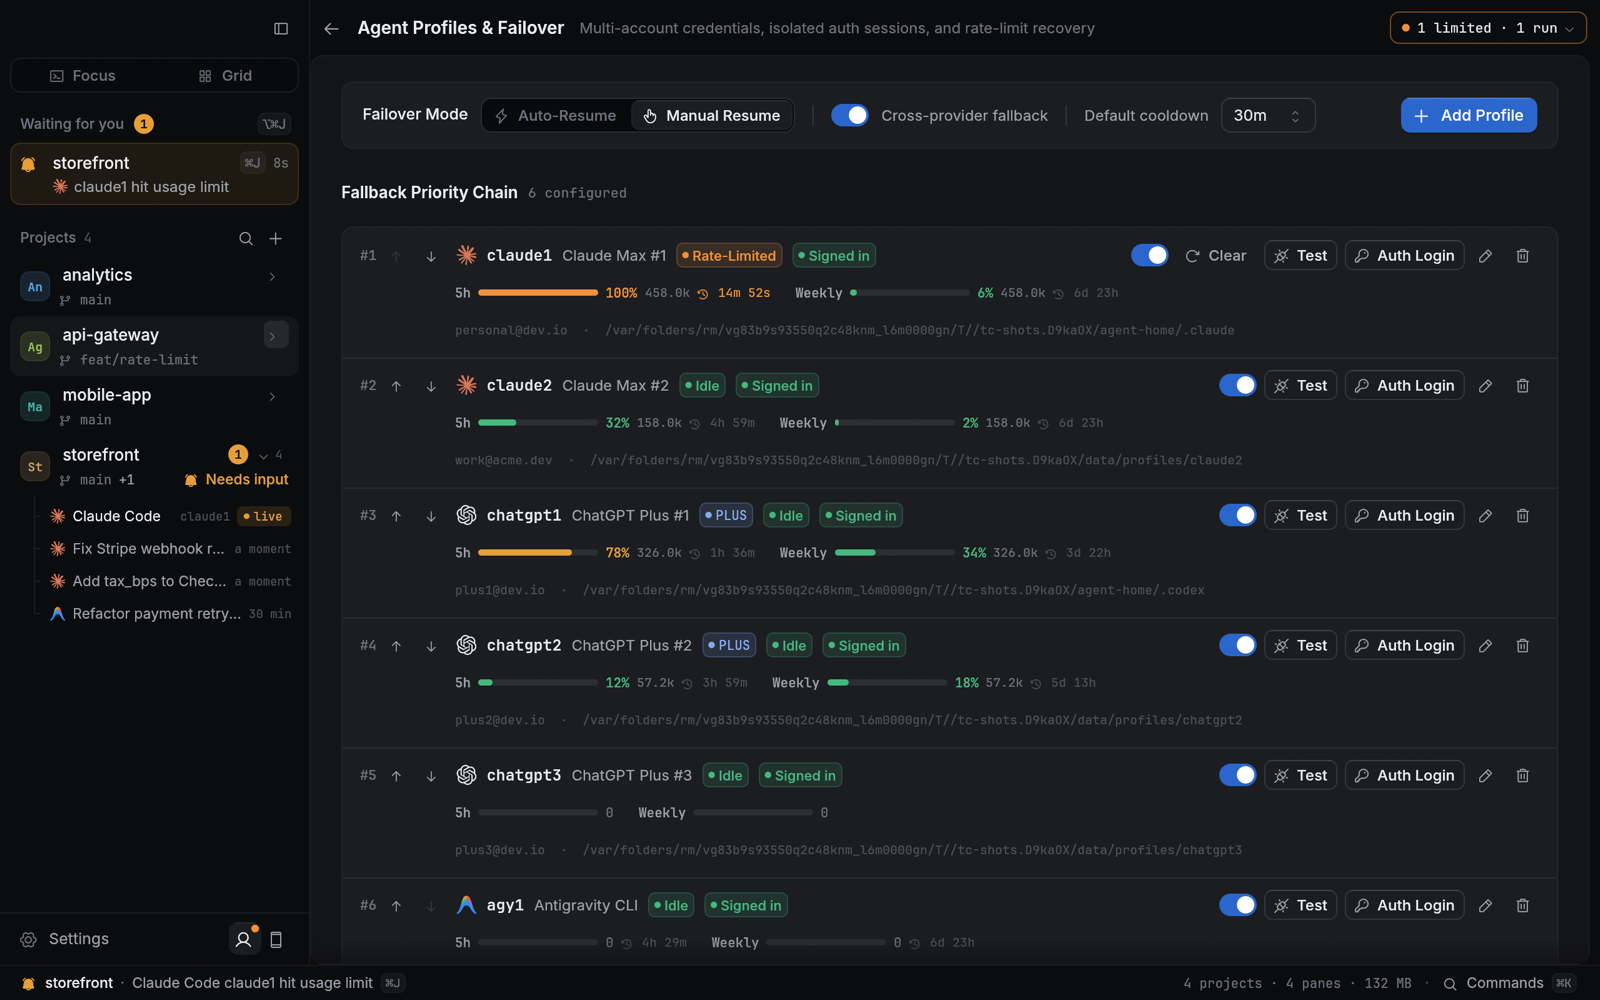 Agent Profiles & Failover Multi-account credentials, isolated auth sessions, and rate-limit recovery
1 limited · 1 run
Focus Grid
Waiting for you 1 ⌥⌘J
storefront ⌘J 8s
claude1 hit usage limit
Projects 4
An analytics
main
Ag api-gateway
feat/rate-limit
Ma mobile-app
main
St storefront 1 4
main +1 Needs input
Claude Code claude1 live
Fix Stripe webhook r... a moment
Add tax_bps to Chec... a moment
Refactor payment retry... 30 min
Settings
Failover Mode Auto-Resume Manual Resume Cross-provider fallback Default cooldown 30m Add Profile
Fallback Priority Chain 6 configured
#1 claude1 Claude Max #1 Rate-Limited Signed in Clear Test Auth Login
5h 100% 458.0k 14m 52s Weekly 6% 458.0k 6d 23h
personal@dev.io · /var/folders/rm/vg83b9s93550q2c48knm_l6m0000gn/T//tc-shots.D9kaOX/agent-home/.claude
#2 claude2 Claude Max #2 Idle Signed in Test Auth Login
5h 32% 158.0k 4h 59m Weekly 2% 158.0k 6d 23h
work@acme.dev · /var/folders/rm/vg83b9s93550q2c48knm_l6m0000gn/T//tc-shots.D9kaOX/data/profiles/claude2
#3 chatgpt1 ChatGPT Plus #1 PLUS Idle Signed in Test Auth Login
5h 78% 326.0k 1h 36m Weekly 34% 326.0k 3d 22h
plus1@dev.io · /var/folders/rm/vg83b9s93550q2c48knm_l6m0000gn/T//tc-shots.D9kaOX/agent-home/.codex
#4 chatgpt2 ChatGPT Plus #2 PLUS Idle Signed in Test Auth Login
5h 12% 57.2k 3h 59m Weekly 18% 57.2k 5d 13h
plus2@dev.io · /var/folders/rm/vg83b9s93550q2c48knm_l6m0000gn/T//tc-shots.D9kaOX/data/profiles/chatgpt2
#5 chatgpt3 ChatGPT Plus #3 Idle Signed in Test Auth Login
5h 0 Weekly 0
plus3@dev.io · /var/folders/rm/vg83b9s93550q2c48knm_l6m0000gn/T//tc-shots.D9kaOX/data/profiles/chatgpt3
#6 agy1 Antigravity CLI Idle Signed in Test Auth Login
5h 0 4h 29m Weekly 0 6d 23h
storefront · Claude Code claude1 hit usage limit ⌘J
4 projects · 4 panes · 132 MB · Commands ⌘K